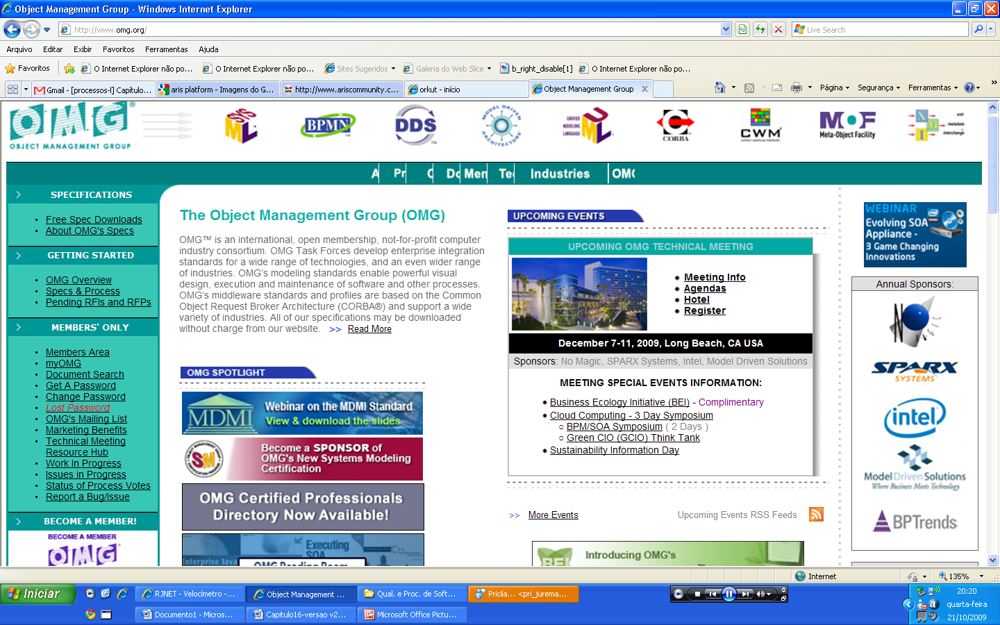 Object Management Group - Windows Internet Explorer
http://www.omg.org/
Live Search
Arquivo Editar Exibir Favoritos Ferramentas Ajuda
Favoritos O Internet Explorer não po... O Internet Explorer não po... Sites Sugeridos Galeria do Web Slice b_right_disable[1] O Internet Explorer não po...
Gmail - [processos-l] Capítulo... aris platform - Imagens do G... http://www.ariscommunity.c... orkut - início Object Management Group
Página Segurança Ferramentas
OMG
OBJECT MANAGEMENT GROUP
BPMN
DDS
MODEL DRIVEN ARCHITECTURE
UNIFIED MODELING LANGUAGE
CORBA
CWM
MOF
Meta-Object Facility
XMI
and metadata interchange
A Pr C Do Men Tec Industries OMG
SPECIFICATIONS
Free Spec Downloads
About OMG's Specs
GETTING STARTED
OMG Overview
Specs & Process
Pending RFIs and RFPs
MEMBERS' ONLY
Members Area
myOMG
Document Search
Get A Password
Change Password
Lost Password
OMG's Mailing List
Marketing Benefits
Technical Meeting
Resource Hub
Work In Progress
Issues in Progress
Status of Process Votes
Report a Bug/Issue
BECOME A MEMBER!
BECOME A MEMBER
OMG
The Object Management Group (OMG)
OMG™ is an international, open membership, not-for-profit computer
industry consortium. OMG Task Forces develop enterprise integration
standards for a wide range of technologies, and an even wider range
of industries. OMG's modeling standards enable powerful visual
design, execution and maintenance of software and other processes.
OMG's middleware standards and profiles are based on the Common
Object Request Broker Architecture (CORBA®) and support a wide
variety of industries. All of our specifications may be downloaded
without charge from our website. >> Read More
OMG SPOTLIGHT
MDMI
Webinar on the MDMI Standard
View & download the slides
SM
Become a SPONSOR of
OMG's New Systems Modeling
Certification
OMG Certified Professionals
Directory Now Available!
Executing
SOA
Enterprise Java
OMG Reading Room
UPCOMING EVENTS
UPCOMING OMG TECHNICAL MEETING
Meeting Info
Agendas
Hotel
Register
December 7-11, 2009, Long Beach, CA USA
Sponsors: No Magic, SPARX Systems, Intel, Model Driven Solutions
MEETING SPECIAL EVENTS INFORMATION:
Business Ecology Initiative (BEI) - Complimentary
Cloud Computing - 3 Day Symposium
BPM/SOA Symposium ( 2 Days )
Green CIO (GCIO) Think Tank
Sustainability Information Day
>> More Events
Upcoming Events RSS Feeds
BEI
Introducing OMG's
WEBINAR
Evolving SOA
Appliance -
3 Game Changing
Innovations
Annual Sponsors:
SPARX
SYSTEMS
intel
ModelDrivenSolutions
Where Business Meets Technology
BPTrends
Internet
135%
Iniciar
RJNET - Velocímetro -... Object Management ... Qual. e Proc. de Soft... Pricila... <pri_jurema...
Documento1 - Micros... Capitulo16-versao v2... Microsoft Office Pictu...
20:20
quarta-feira
21/10/2009